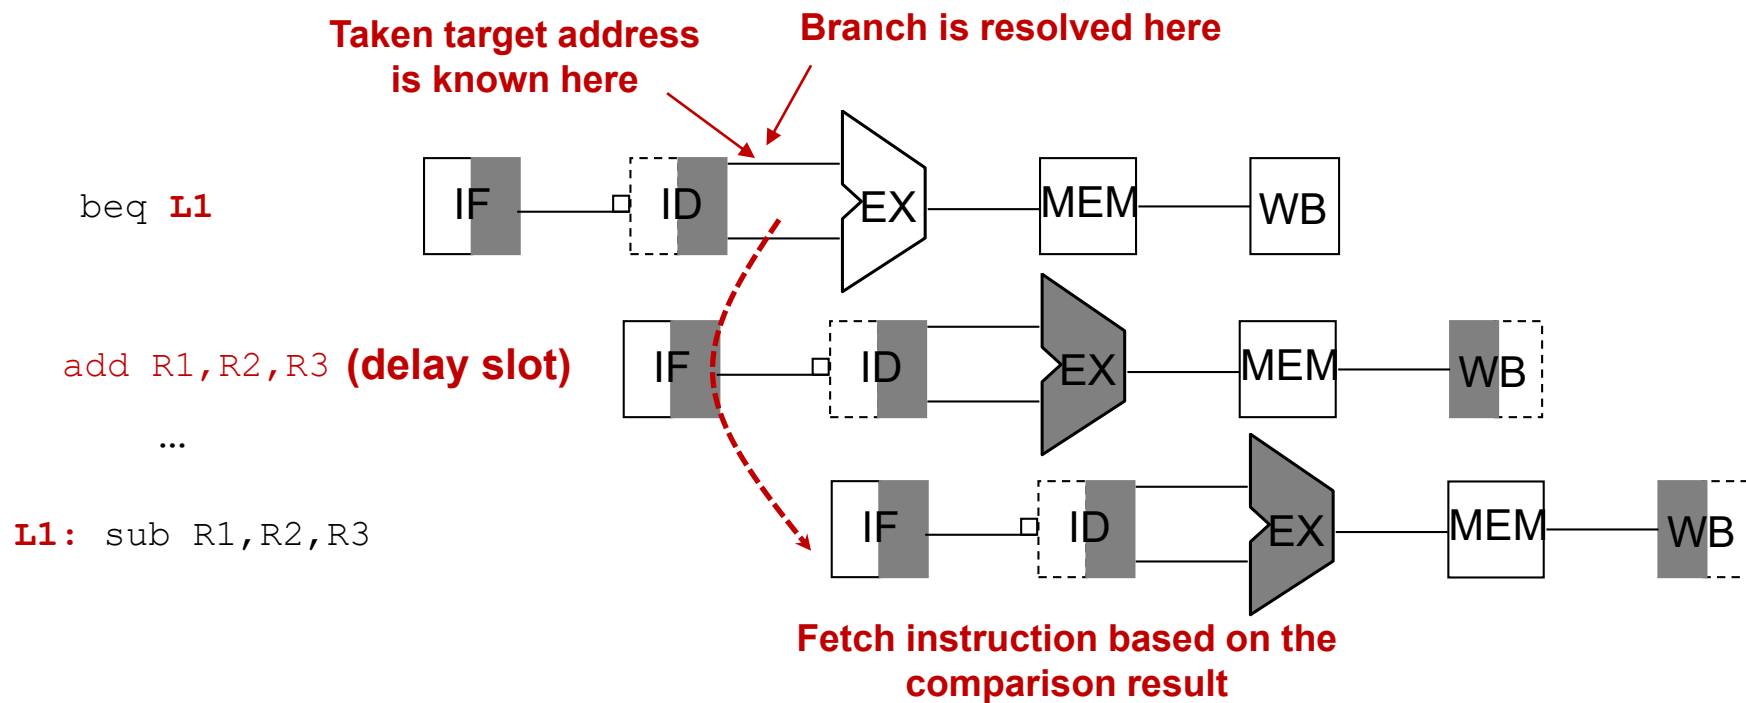 Taken target address
is known here
Branch is resolved here
beq L1
IF ID EX MEM WB
add R1,R2,R3 (delay slot)
IF ID EX MEM WB
...
L1: sub R1,R2,R3
IF ID EX MEM WB
Fetch instruction based on the
comparison result